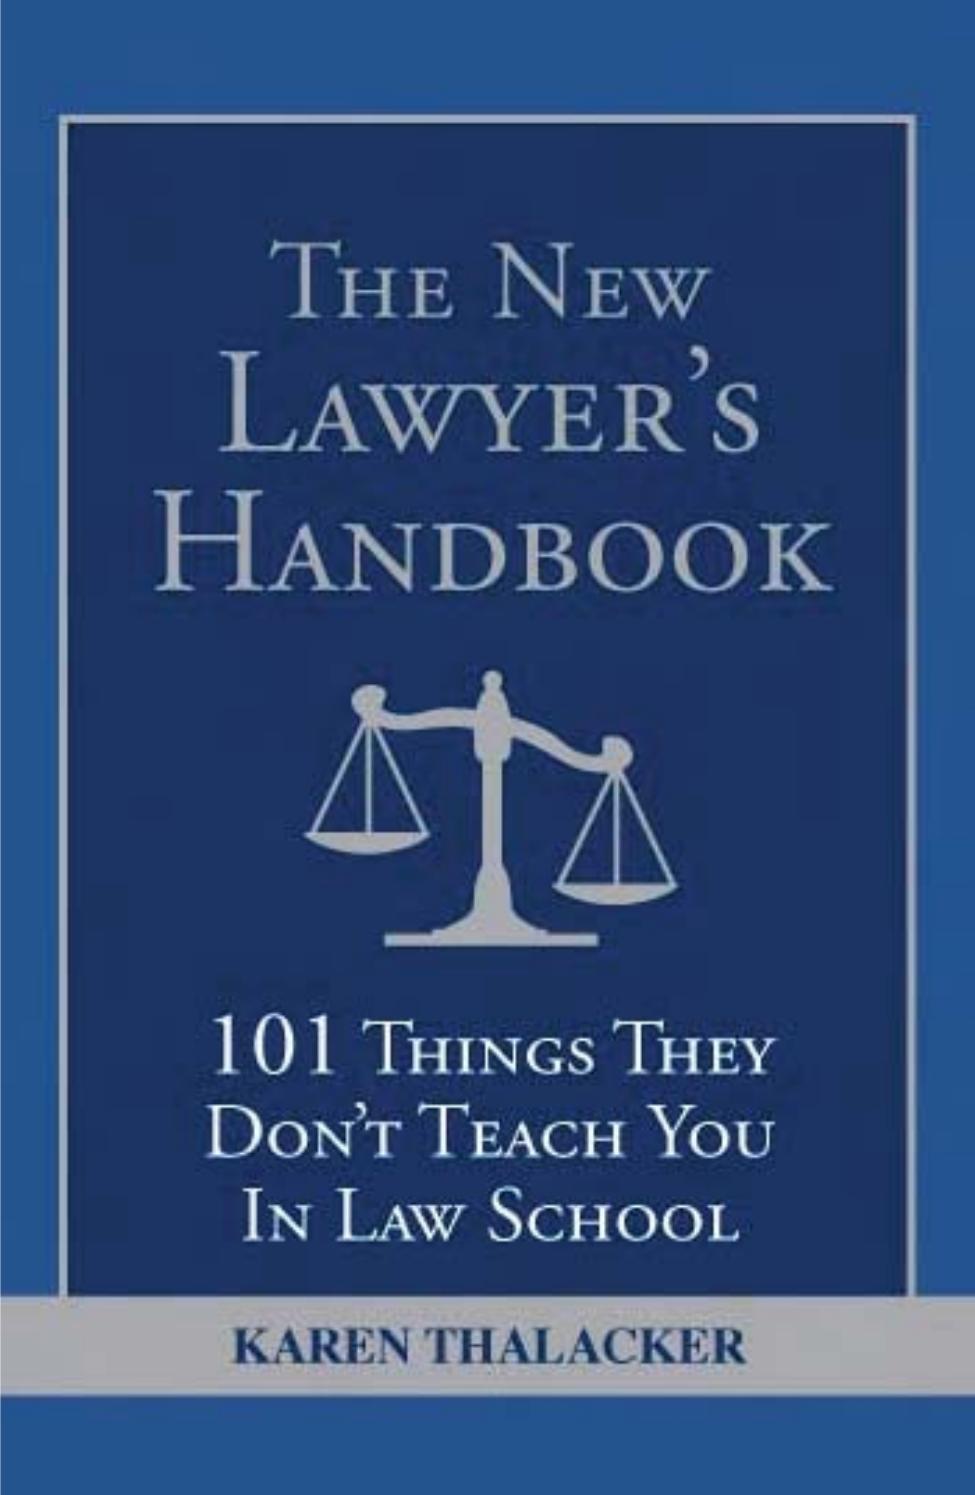 THE NEW
LAWYER'S
HANDBOOK
101 THINGS THEY
DON'T TEACH YOU
IN LAW SCHOOL
KAREN THALACKER